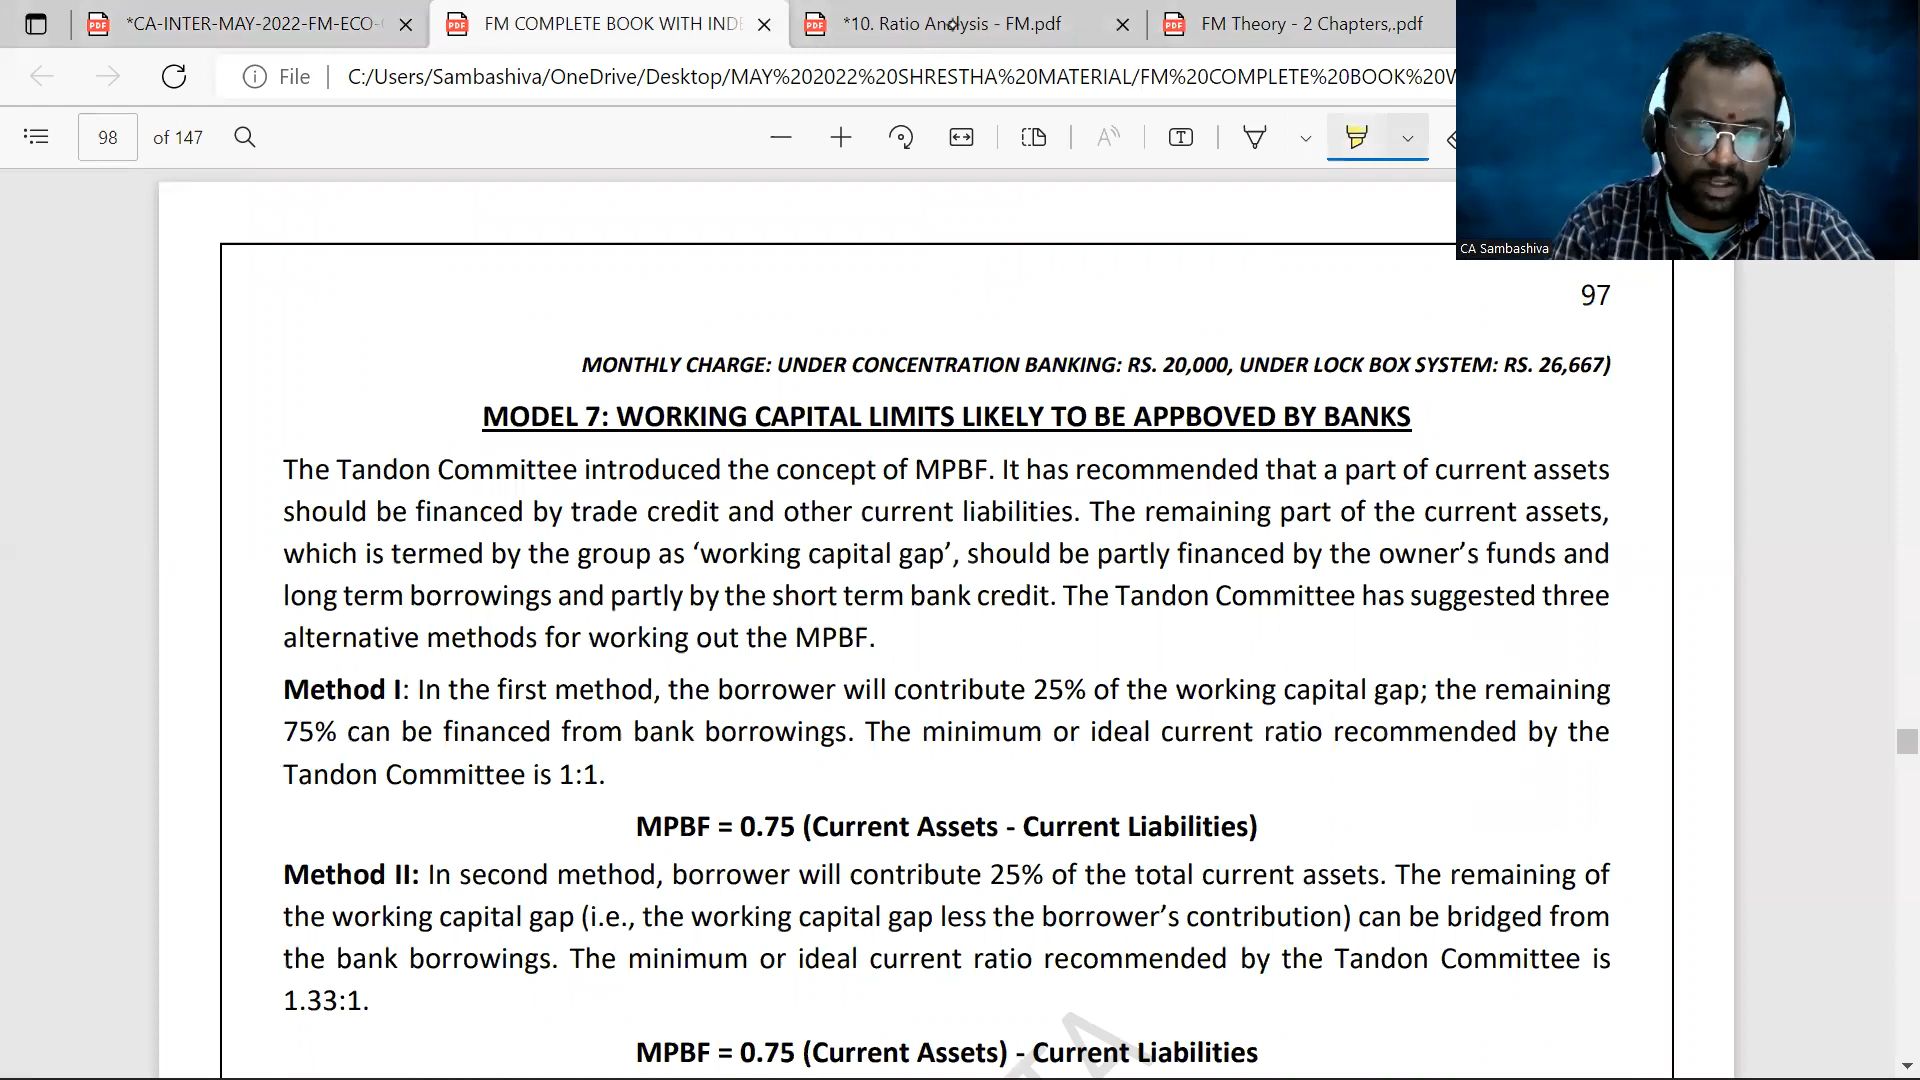 *CA-INTER-MAY-2022-FM-ECO-
FM COMPLETE BOOK WITH INDE
*10. Ratio Analysis - FM.pdf
FM Theory - 2 Chapters,.pdf
File
C:/Users/Sambashiva/OneDrive/Desktop/MAY%202022%20SHRESTHA%20MATERIAL/FM%20COMPLETE%20BOOK%20W
98 of 147
CA Sambashiva
97
MONTHLY CHARGE: UNDER CONCENTRATION BANKING: RS. 20,000, UNDER LOCK BOX SYSTEM: RS. 26,667)
MODEL 7: WORKING CAPITAL LIMITS LIKELY TO BE APPBOVED BY BANKS
The Tandon Committee introduced the concept of MPBF. It has recommended that a part of current assets
should be financed by trade credit and other current liabilities. The remaining part of the current assets,
which is termed by the group as ‘working capital gap’, should be partly financed by the owner’s funds and
long term borrowings and partly by the short term bank credit. The Tandon Committee has suggested three
alternative methods for working out the MPBF.
Method I: In the first method, the borrower will contribute 25% of the working capital gap; the remaining
75% can be financed from bank borrowings. The minimum or ideal current ratio recommended by the
Tandon Committee is 1:1.
MPBF = 0.75 (Current Assets - Current Liabilities)
Method II: In second method, borrower will contribute 25% of the total current assets. The remaining of
the working capital gap (i.e., the working capital gap less the borrower’s contribution) can be bridged from
the bank borrowings. The minimum or ideal current ratio recommended by the Tandon Committee is
1.33:1.
MPBF = 0.75 (Current Assets) - Current Liabilities